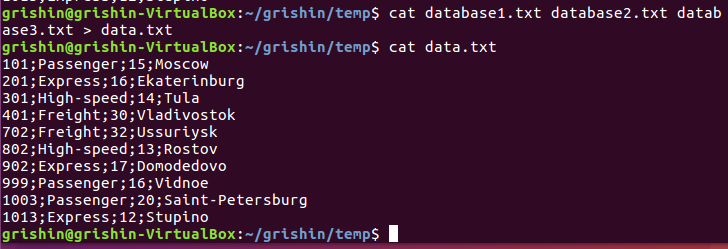 grishin@grishin-VirtualBox:~/grishin/temp$ cat database1.txt database2.txt datab
ase3.txt > data.txt
grishin@grishin-VirtualBox:~/grishin/temp$ cat data.txt
101;Passenger;15;Moscow
201;Express;16;Ekaterinburg
301;High-speed;14;Tula
401;Freight;30;Vladivostok
702;Freight;32;Ussuriysk
802;High-speed;13;Rostov
902;Express;17;Domodedovo
999;Passenger;16;Vidnoe
1003;Passenger;20;Saint-Petersburg
1013;Express;12;Stupino
grishin@grishin-VirtualBox:~/grishin/temp$